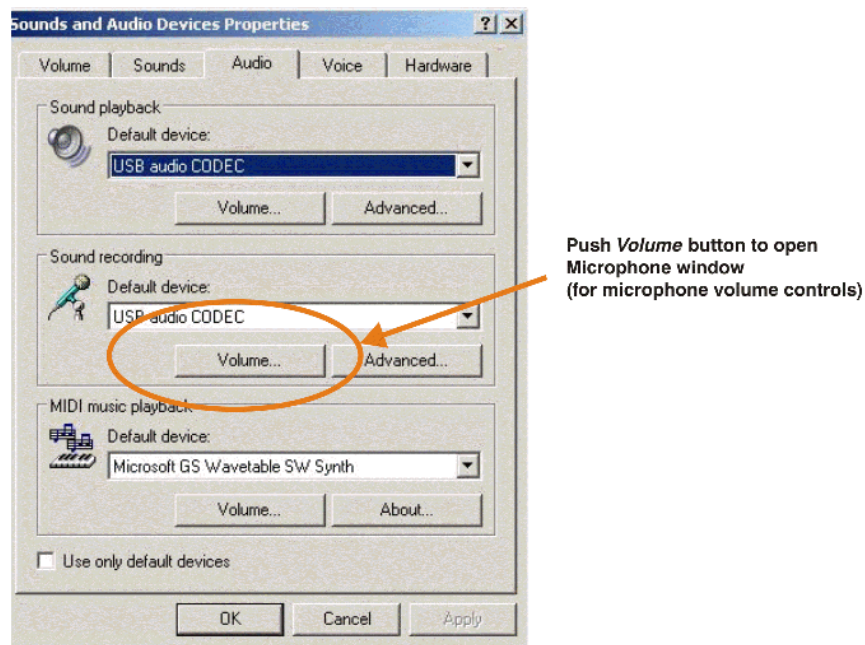 Sounds and Audio Devices Properties
Volume
Sounds
Audio
Voice
Hardware
Sound playback
Default device:
USB audio CODEC
Volume...
Advanced...
Sound recording
Default device:
USB audio CODEC
Volume...
Advanced...
MIDI music playback
Default device:
Microsoft GS Wavetable SW Synth
Volume...
About...
Use only default devices
OK
Cancel
Apply
Push Volume button to open
Microphone window
(for microphone volume controls)